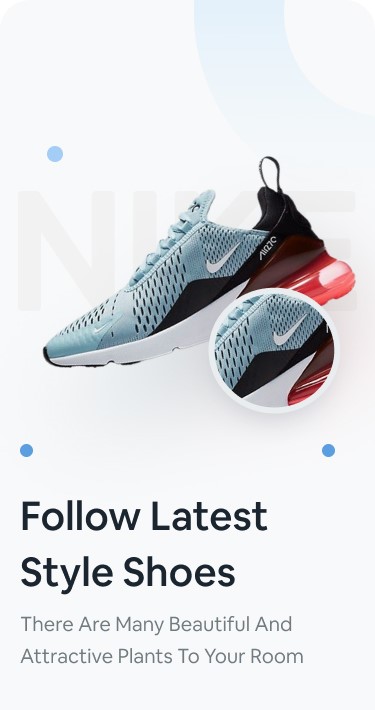 NIKE
AIR270
Follow Latest
Style Shoes
There Are Many Beautiful And
Attractive Plants To Your Room